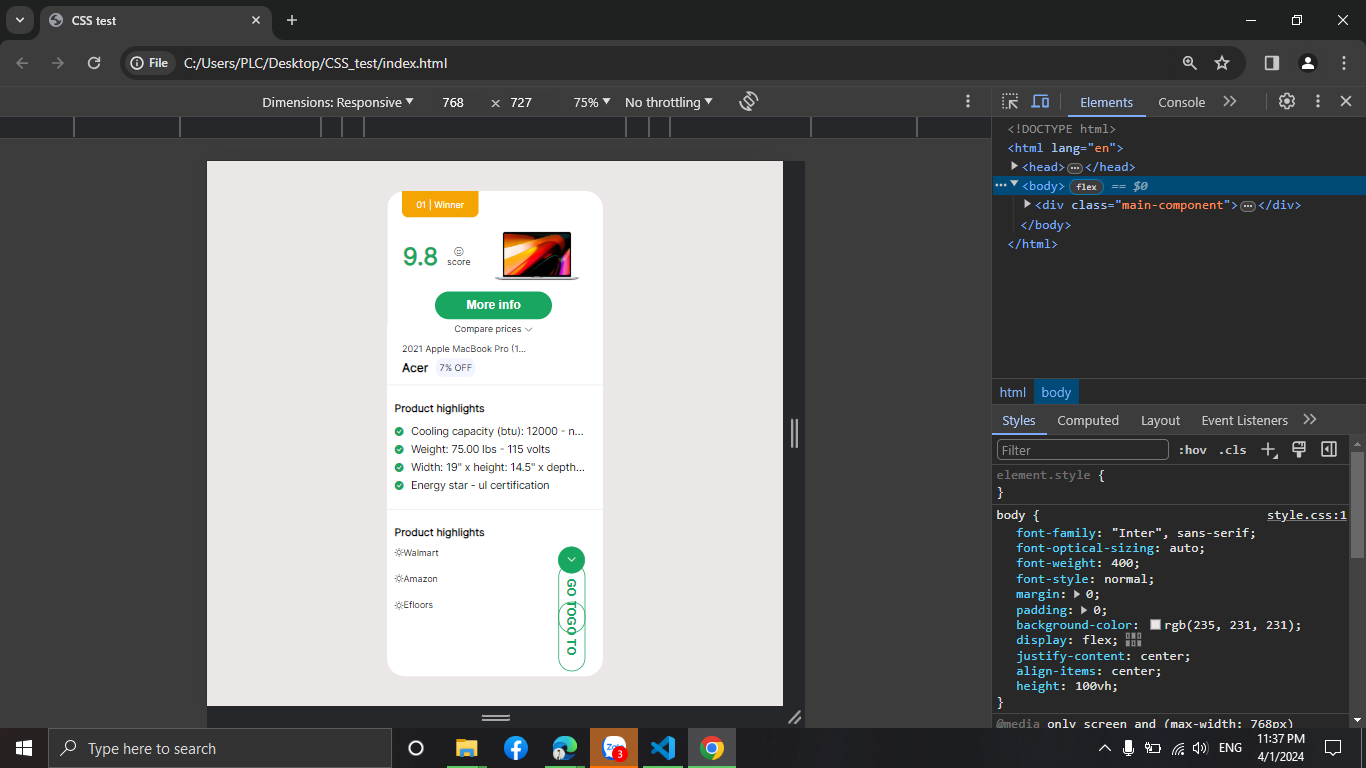 CSS test
File C:/Users/PLC/Desktop/CSS_test/index.html
Dimensions: Responsive 768 x 727 75% No throttling
Elements Console
<!DOCTYPE html>
<html lang="en">
<head> … </head>
<body> flex == $0
<div class="main-component"> … </div>
</body>
</html>
html body
Styles Computed Layout Event Listeners
Filter :hov .cls
element.style {
}
body { style.css:1
font-family: "Inter", sans-serif;
font-optical-sizing: auto;
font-weight: 400;
font-style: normal;
margin: 0;
padding: 0;
background-color: rgb(235, 231, 231);
display: flex;
justify-content: center;
align-items: center;
height: 100vh;
}
@media only screen and (max-width: 768px)
01 | Winner
9.8 score
More info
Compare prices
2021 Apple MacBook Pro (1...
Acer 7% OFF
Product highlights
Cooling capacity (btu): 12000 - n...
Weight: 75.00 lbs - 115 volts
Width: 19" x height: 14.5" x depth...
Energy star - ul certification
Product highlights
Walmart
Amazon
Efloors
GO TO
GO TO
Type here to search
Zalo
3
ENG
11:37 PM
4/1/2024